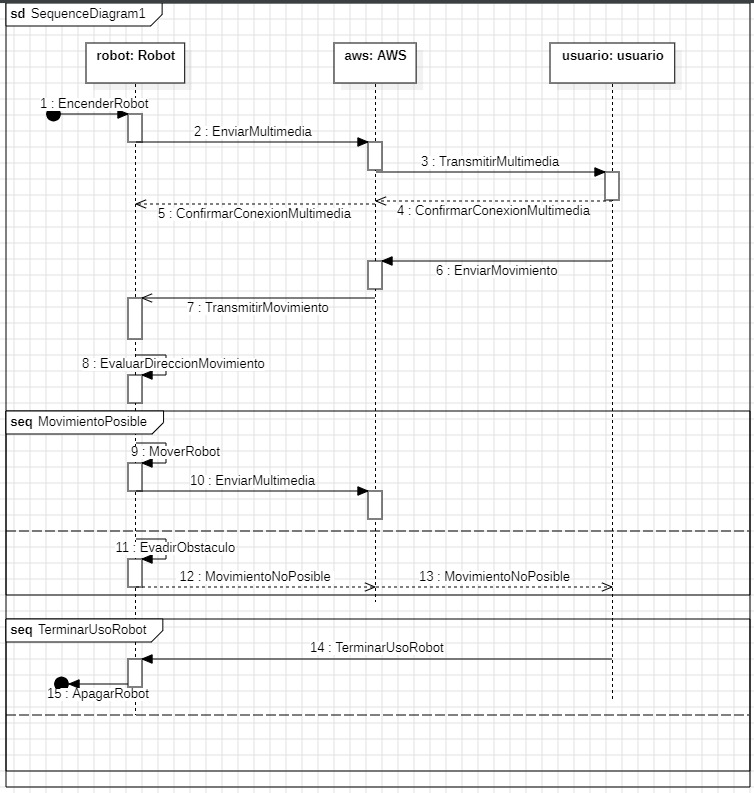 sd SequenceDiagram1
robot: Robot
aws: AWS
usuario: usuario
1 : EncenderRobot
2 : EnviarMultimedia
3 : TransmitirMultimedia
4 : ConfirmarConexionMultimedia
5 : ConfirmarConexionMultimedia
6 : EnviarMovimiento
7 : TransmitirMovimiento
8 : EvaluarDireccionMovimiento
seq MovimientoPosible
9 : MoverRobot
10 : EnviarMultimedia
11 : EvadirObstaculo
12 : MovimientoNoPosible
13 : MovimientoNoPosible
seq TerminarUsoRobot
14 : TerminarUsoRobot
15 : ApagarRobot